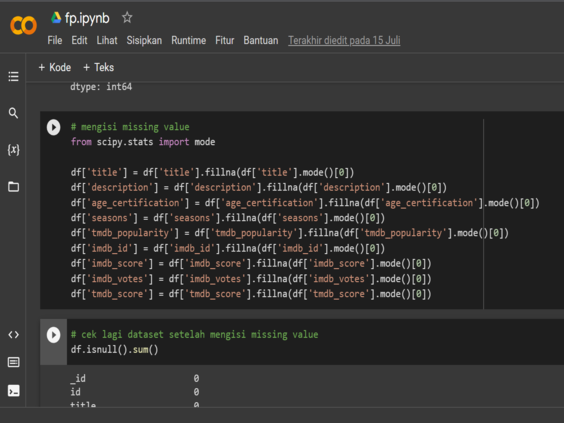 fp.ipynb
File Edit Lihat Sisipkan Runtime Fitur Bantuan Terakhir diedit pada 15 Juli
+ Kode + Teks
dtype: int64
# mengisi missing value
from scipy.stats import mode
df['title'] = df['title'].fillna(df['title'].mode()[0])
df['description'] = df['description'].fillna(df['description'].mode()[0])
df['age_certification'] = df['age_certification'].fillna(df['age_certification'].mode()[0])
df['seasons'] = df['seasons'].fillna(df['seasons'].mode()[0])
df['tmdb_popularity'] = df['tmdb_popularity'].fillna(df['tmdb_popularity'].mode()[0])
df['imdb_id'] = df['imdb_id'].fillna(df['imdb_id'].mode()[0])
df['imdb_score'] = df['imdb_score'].fillna(df['imdb_score'].mode()[0])
df['imdb_votes'] = df['imdb_votes'].fillna(df['imdb_votes'].mode()[0])
df['tmdb_score'] = df['tmdb_score'].fillna(df['tmdb_score'].mode()[0])
# cek lagi dataset setelah mengisi missing value
df.isnull().sum()
_id 0
id 0
title 0